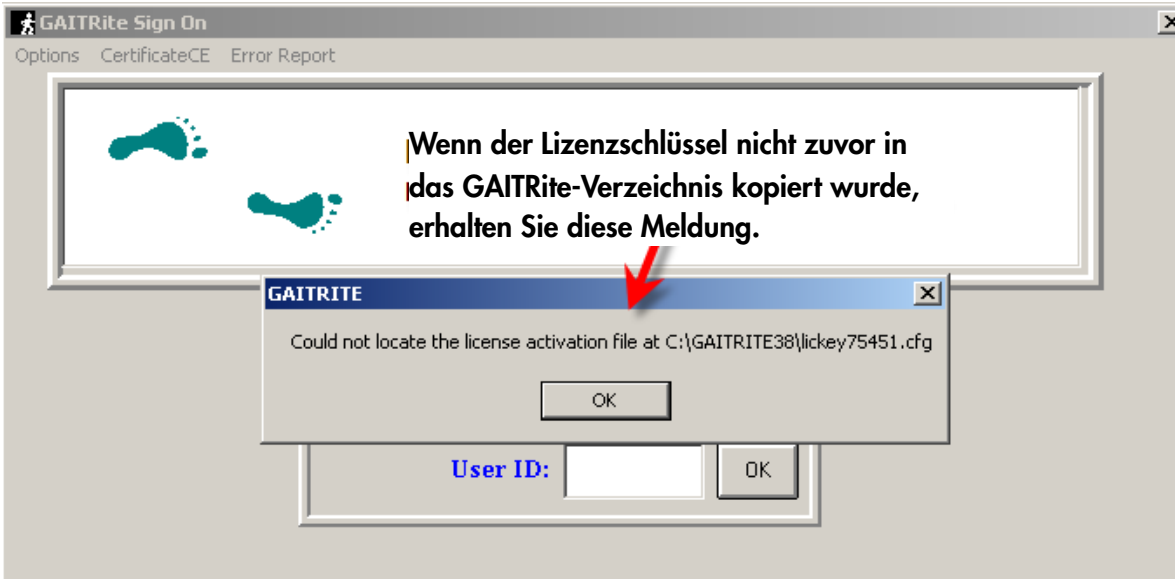 GAITRite Sign On
Options CertificateCE Error Report
Wenn der Lizenzschlüssel nicht zuvor in
das GAITRite-Verzeichnis kopiert wurde,
erhalten Sie diese Meldung.
GAITRITE
Could not locate the license activation file at C:\GAITRITE38\lickey75451.cfg
OK
User ID: OK